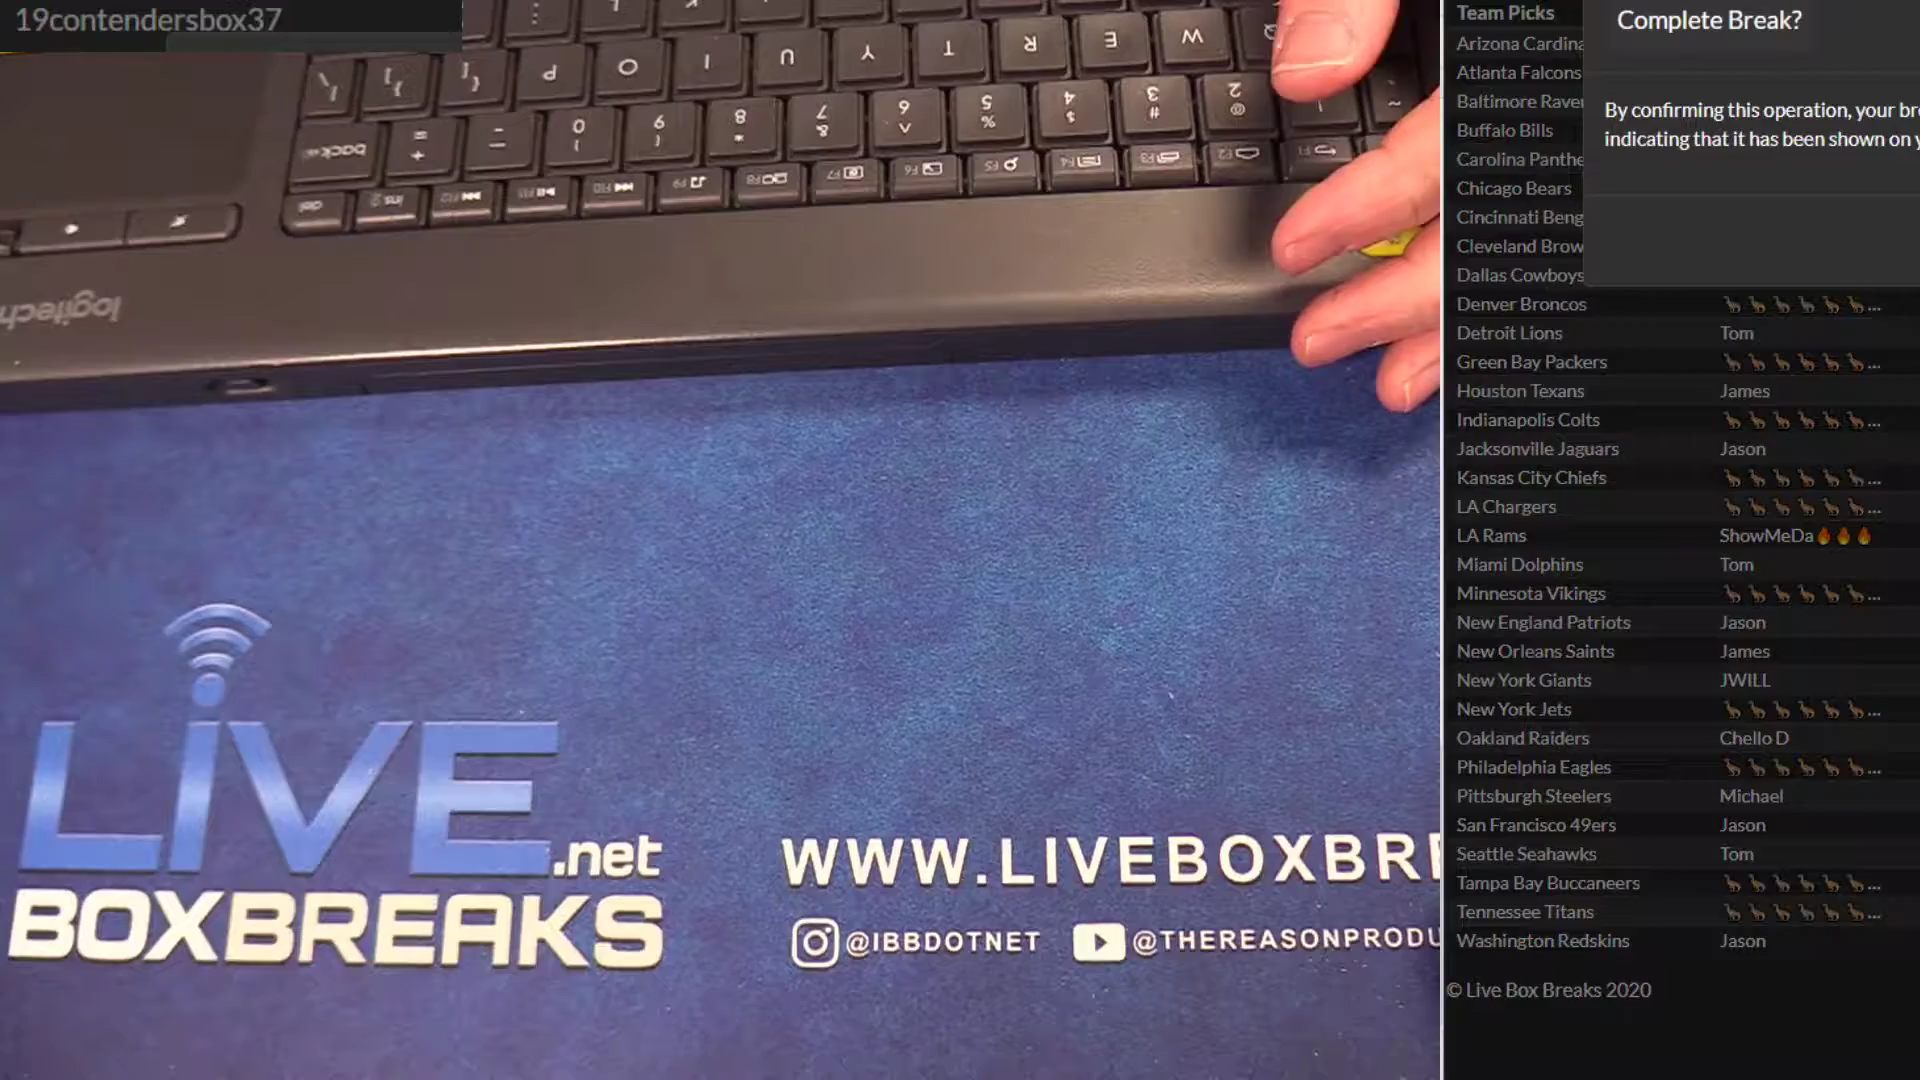 19contendersbox37
logitech
LIVE
.net
BOXBREAKS
WWW.LIVEBOXBR
@IBBDOTNET
@THEREASONPRODU
Team Picks
Complete Break?
By confirming this operation, your bre
indicating that it has been shown on y
Arizona Cardina
Atlanta Falcons
Baltimore Rave
Buffalo Bills
Carolina Panthe
Chicago Bears
Cincinnati Beng
Cleveland Brow
Dallas Cowboys
Denver Broncos ...
Detroit Lions Tom
Green Bay Packers ...
Houston Texans James
Indianapolis Colts ...
Jacksonville Jaguars Jason
Kansas City Chiefs ...
LA Chargers ...
LA Rams ShowMeDa🔥🔥🔥
Miami Dolphins Tom
Minnesota Vikings ...
New England Patriots Jason
New Orleans Saints James
New York Giants JWILL
New York Jets ...
Oakland Raiders Chello D
Philadelphia Eagles ...
Pittsburgh Steelers Michael
San Francisco 49ers Jason
Seattle Seahawks Tom
Tampa Bay Buccaneers ...
Tennessee Titans ...
Washington Redskins Jason
© Live Box Breaks 2020